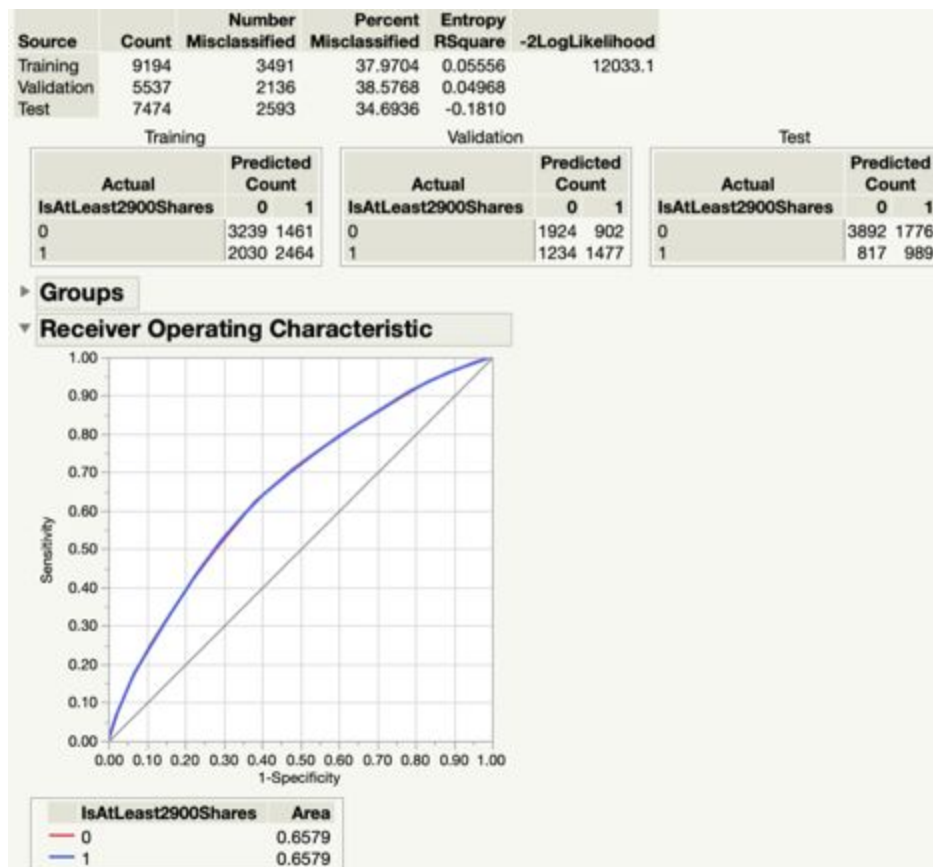 Number Percent Entropy
Source Count Misclassified Misclassified RSquare -2LogLikelihood
Training 9194 3491 37.9704 0.05556 12033.1
Validation 5537 2136 38.5768 0.04968
Test 7474 2593 34.6936 -0.1810
Training Validation Test
Predicted Predicted Predicted
Actual Count Actual Count Actual Count
IsAtLeast2900Shares 0 1 IsAtLeast2900Shares 0 1 IsAtLeast2900Shares 0 1
0 3239 1461 0 1924 902 0 3892 1776
1 2030 2464 1 1234 1477 1 817 989
Groups
Receiver Operating Characteristic
1.00
0.90
0.80
0.70
0.60
0.50
0.40
0.30
0.20
0.10
0.00
Sensitivity
0.00 0.10 0.20 0.30 0.40 0.50 0.60 0.70 0.80 0.90 1.00
1-Specificity
IsAtLeast2900Shares Area
0 0.6579
1 0.6579